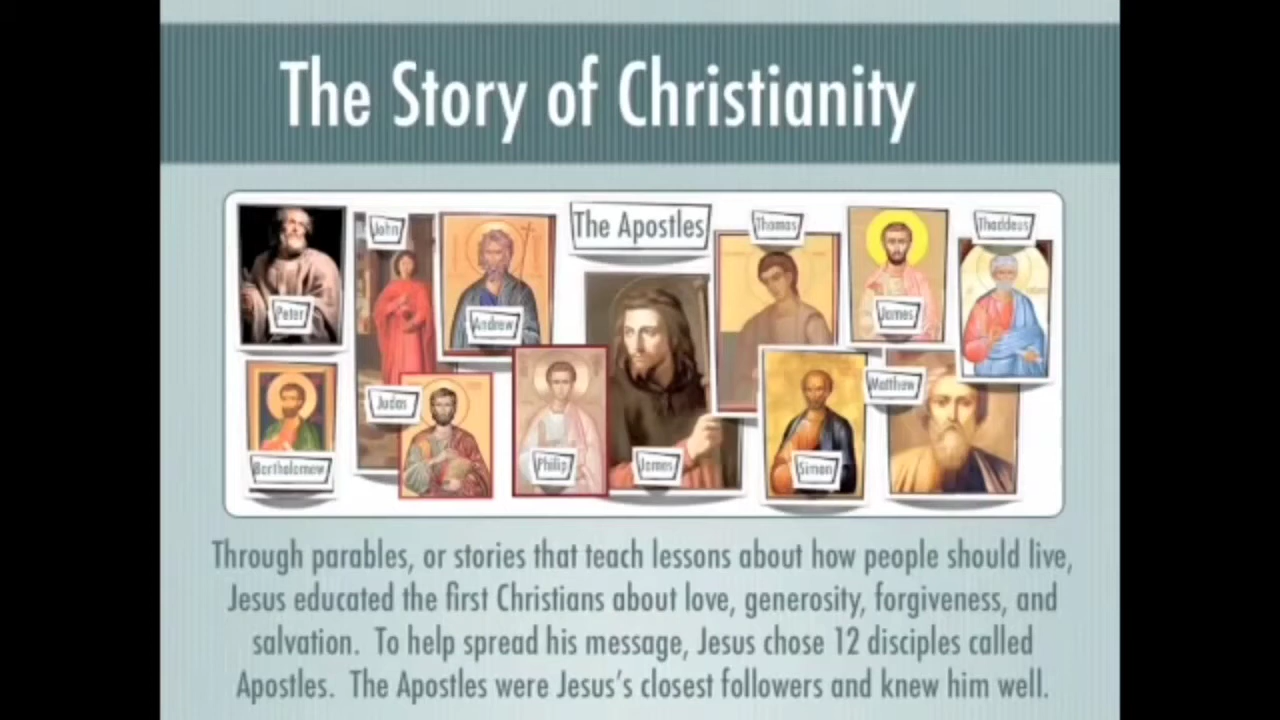 The Story of Christianity
The Apostles
Peter
John
Andrew
Thomas
James
Thaddeus
Bartholomew
Judas
Philip
James
Simon
Matthew
Through parables, or stories that teach lessons about how people should live,
Jesus educated the first Christians about love, generosity, forgiveness, and
salvation. To help spread his message, Jesus chose 12 disciples called
Apostles. The Apostles were Jesus's closest followers and knew him well.